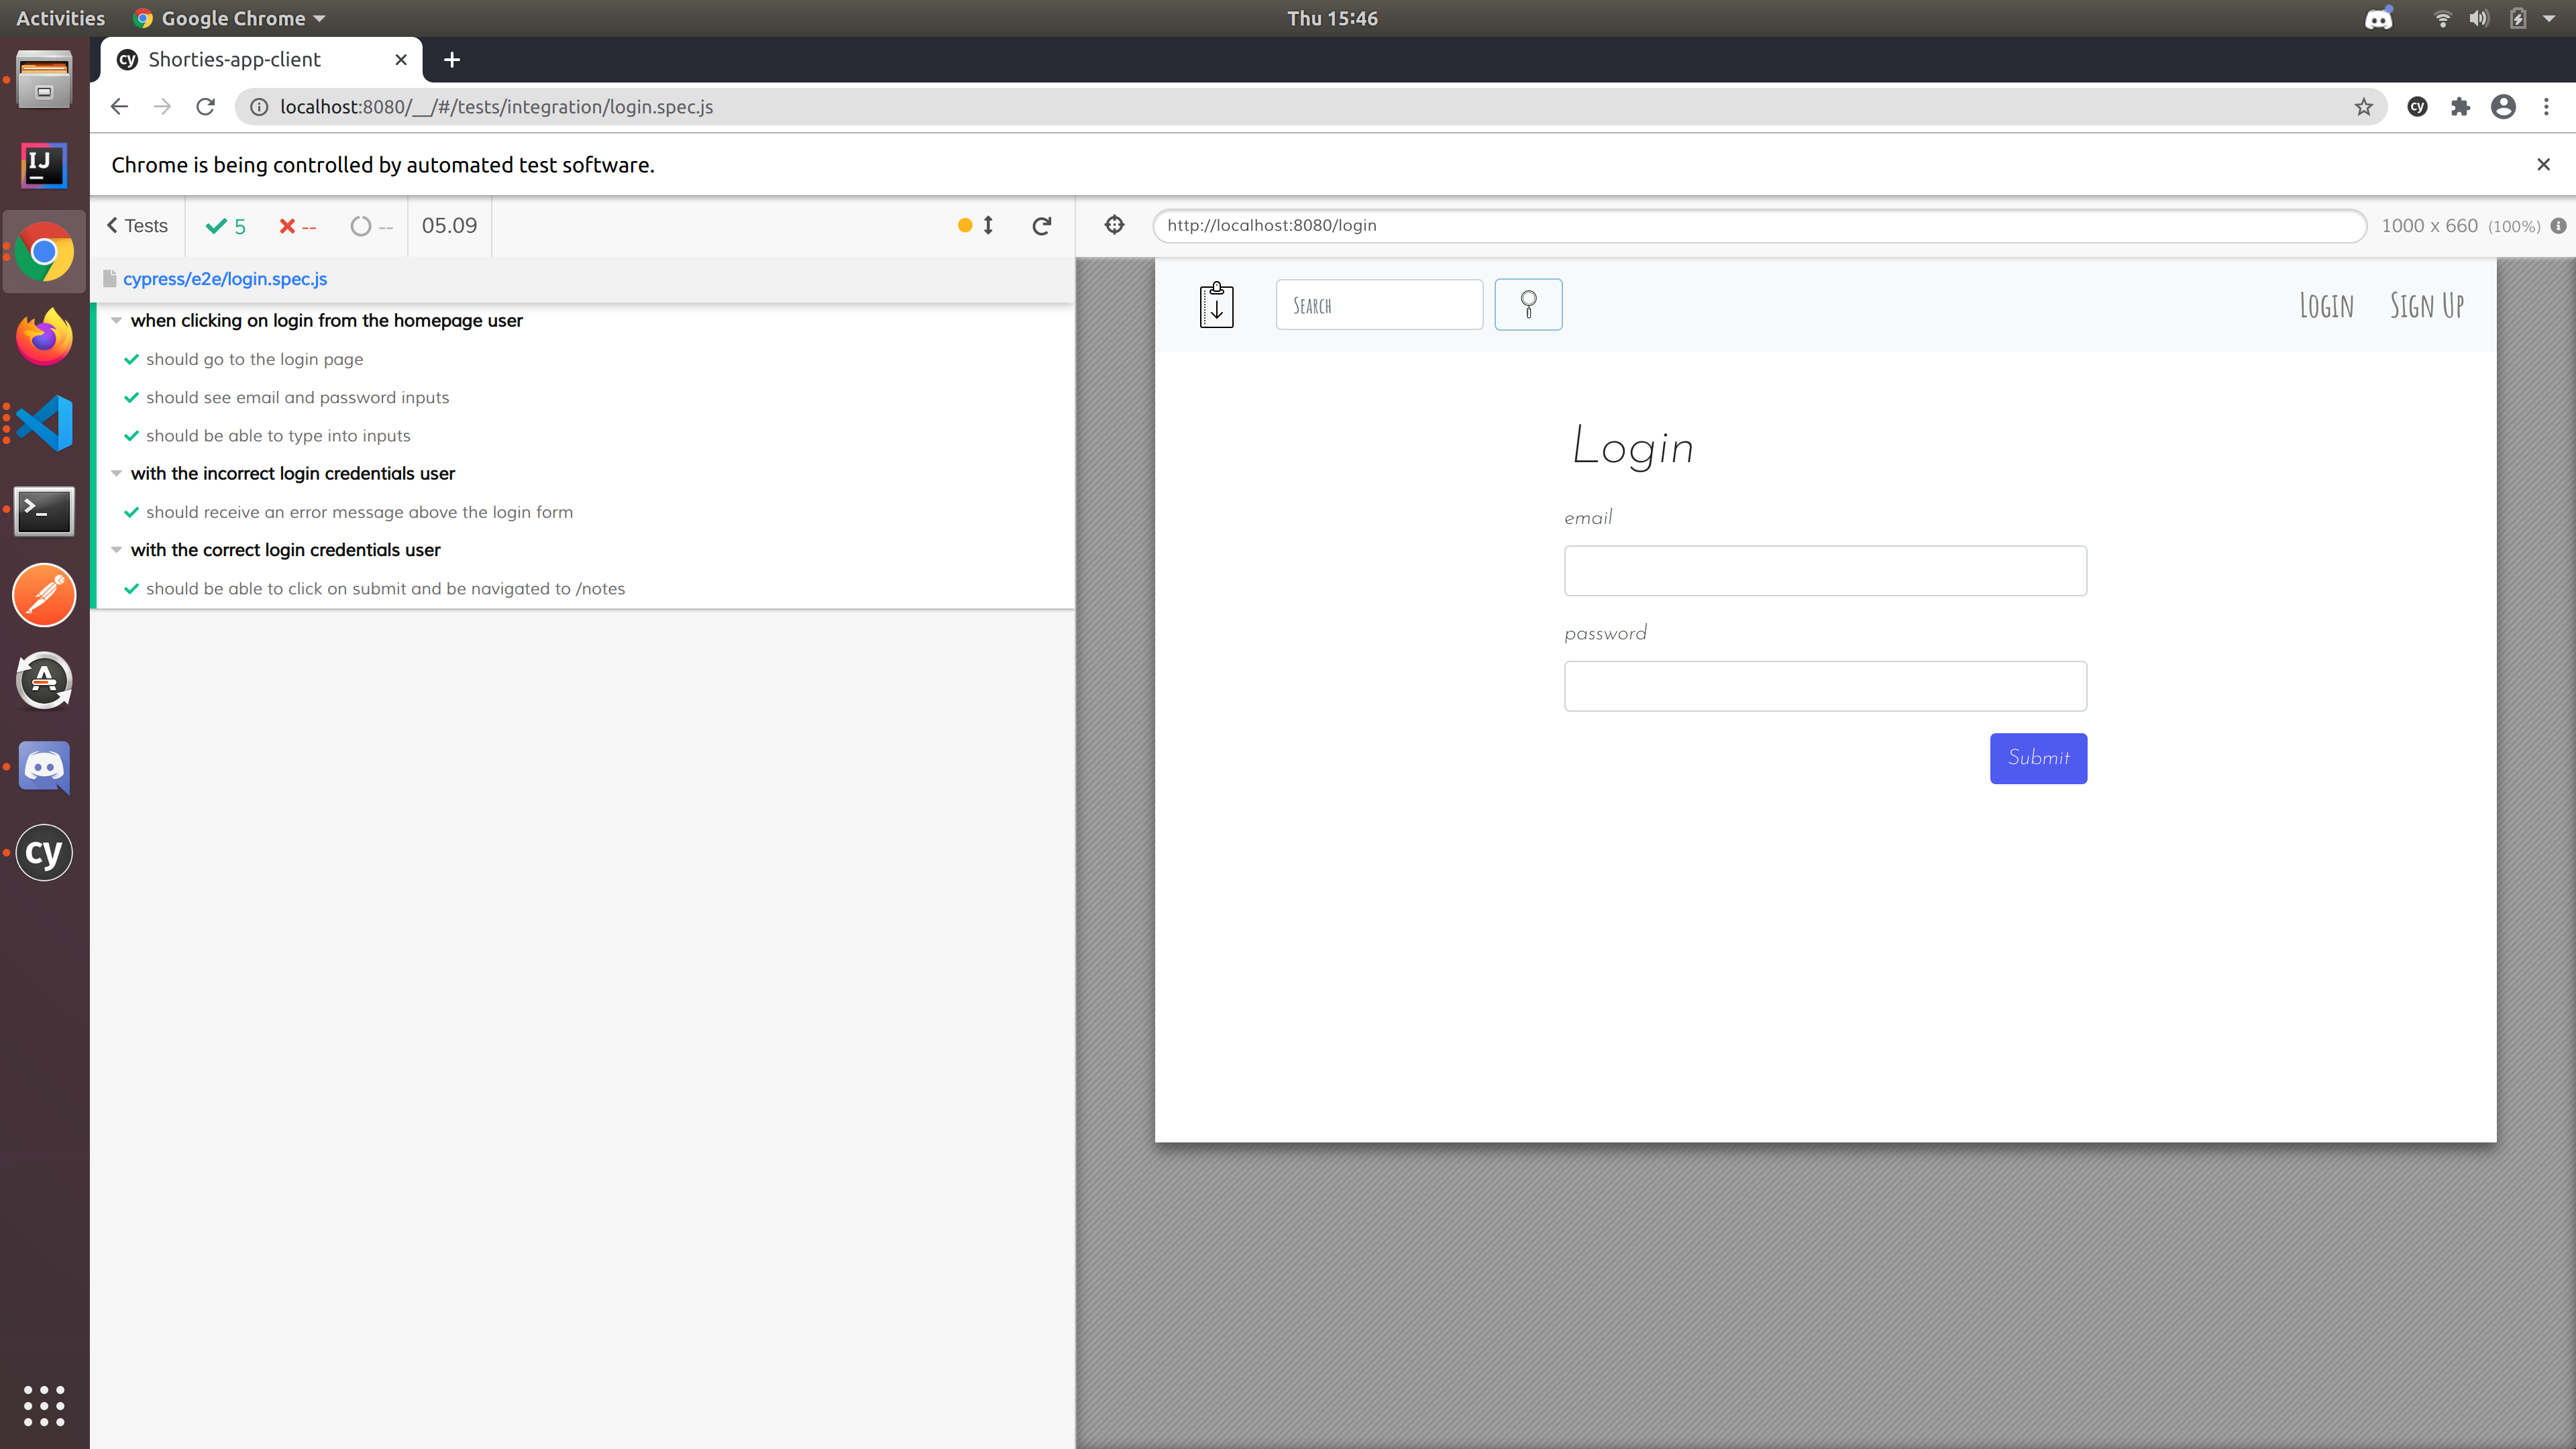 Activities
Google Chrome
Thu 15:46
cy
Shorties-app-client
localhost:8080/__/#/tests/integration/login.spec.js
cy
Chrome is being controlled by automated test software.
Tests
5
--
--
05.09
http://localhost:8080/login
1000 x 660 (100%)
cypress/e2e/login.spec.js
when clicking on login from the homepage user
should go to the login page
should see email and password inputs
should be able to type into inputs
with the incorrect login credentials user
should receive an error message above the login form
with the correct login credentials user
should be able to click on submit and be navigated to /notes
Search
Login
Sign Up
Login
email
password
Submit
IJ
>_
A
cy